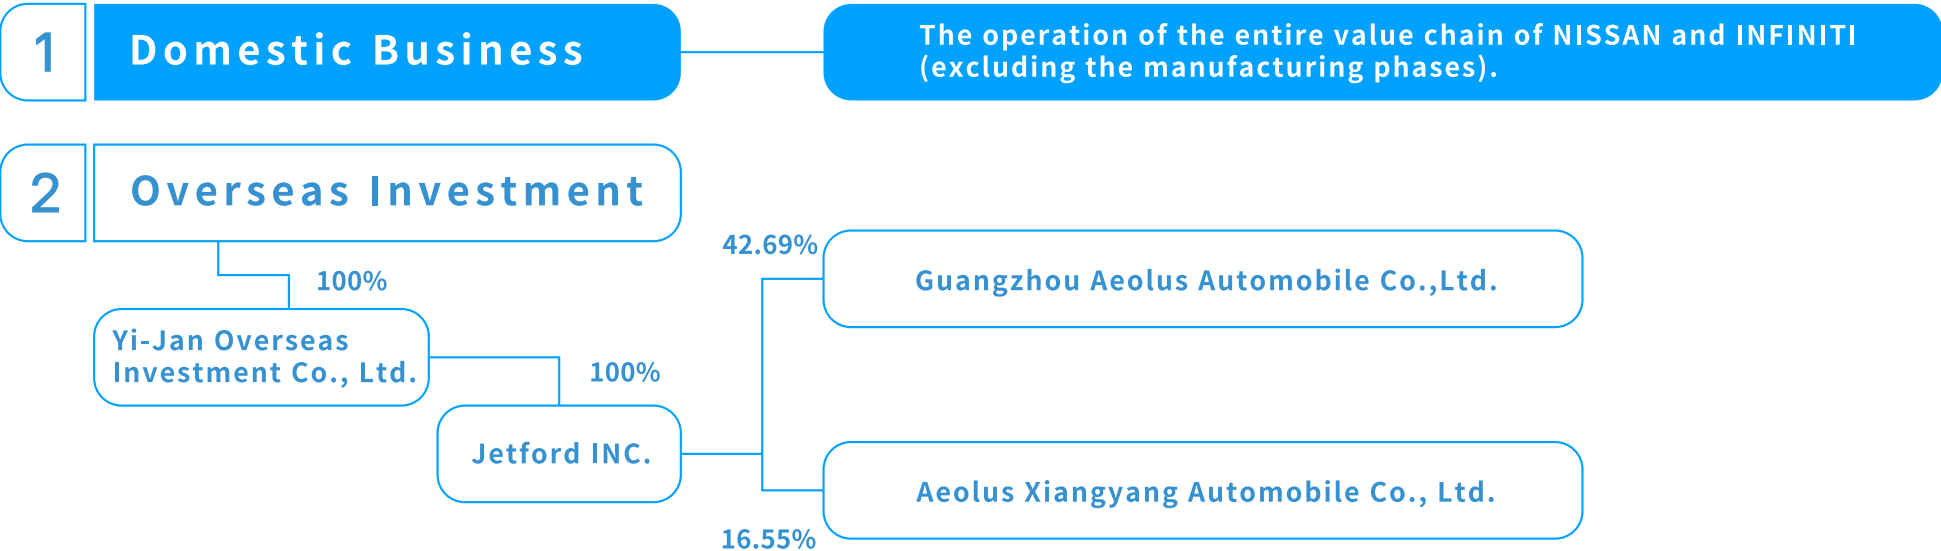 1
Domestic Business
The operation of the entire value chain of NISSAN and INFINITI
(excluding the manufacturing phases).
2
Overseas Investment
100%
Yi-Jan Overseas
Investment Co., Ltd.
100%
Jetford INC.
42.69%
Guangzhou Aeolus Automobile Co.,Ltd.
16.55%
Aeolus Xiangyang Automobile Co., Ltd.